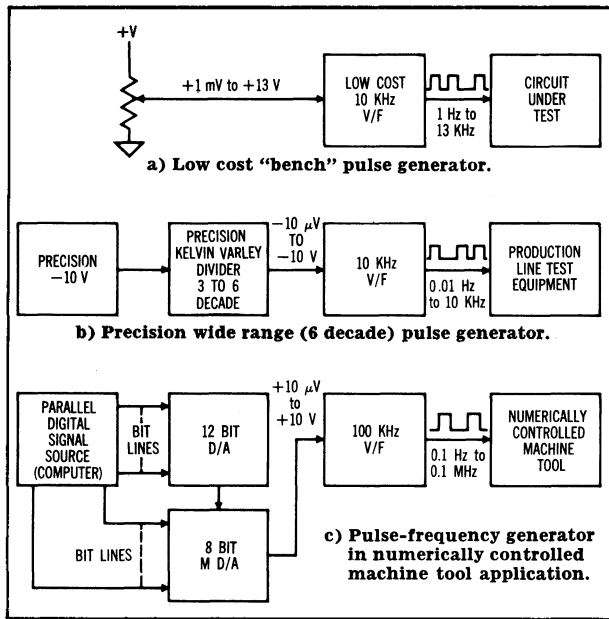 +V
+1 mV to +13 V
LOW COST
10 KHz
V/F
1 Hz to
13 KHz
CIRCUIT
UNDER
TEST
a) Low cost "bench" pulse generator.
PRECISION
−10 V
PRECISION
KELVIN VARLEY
DIVIDER
3 TO 6
DECADE
−10 μV
TO
−10 V
10 KHz
V/F
0.01 Hz
to 10 KHz
PRODUCTION
LINE TEST
EQUIPMENT
b) Precision wide range (6 decade) pulse generator.
PARALLEL
DIGITAL
SIGNAL
SOURCE
(COMPUTER)
BIT
LINES
12 BIT
D/A
+10 μV
to
+10 V
100 KHz
V/F
0.1 Hz to
0.1 MHz
NUMERICALLY
CONTROLLED
MACHINE
TOOL
BIT LINES
8 BIT
M D/A
c) Pulse-frequency generator
in numerically controlled
machine tool application.